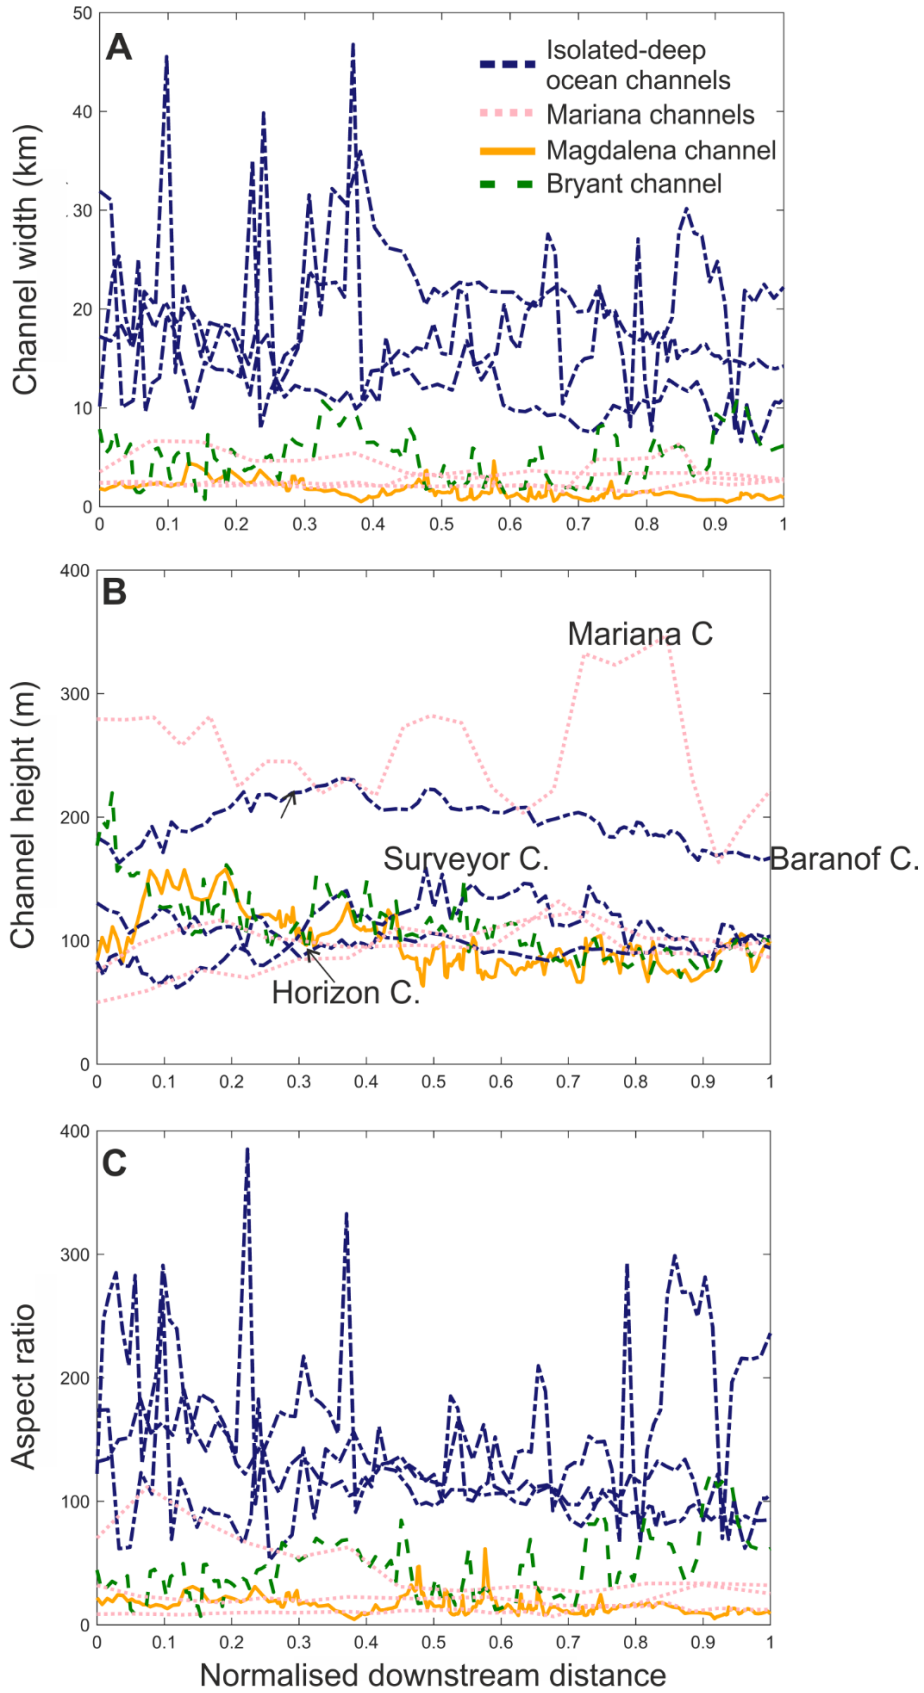 A
Isolated-deep
ocean channels
Mariana channels
Magdalena channel
Bryant channel
Channel width (km)
50
40
30
20
10
0
0 0.1 0.2 0.3 0.4 0.5 0.6 0.7 0.8 0.9 1
B
Mariana C
Surveyor C.
Baranof C.
Horizon C.
Channel height (m)
400
300
200
100
0
0 0.1 0.2 0.3 0.4 0.5 0.6 0.7 0.8 0.9 1
C
Aspect ratio
400
300
200
100
0
0 0.1 0.2 0.3 0.4 0.5 0.6 0.7 0.8 0.9 1
Normalised downstream distance